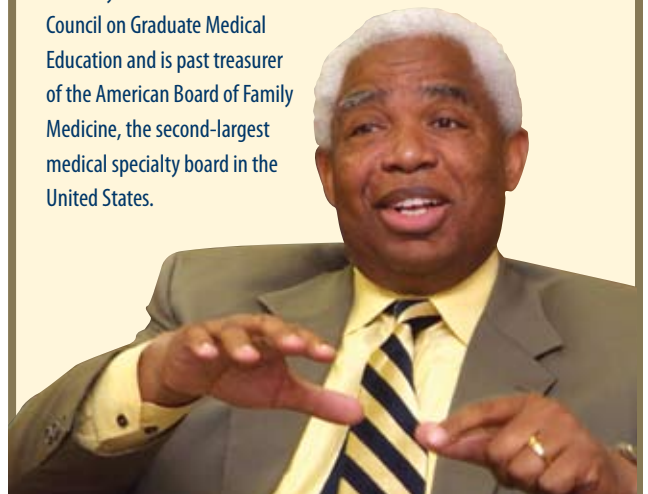 Council on Graduate Medical
Education and is past treasurer
of the American Board of Family
Medicine, the second-largest
medical specialty board in the
United States.